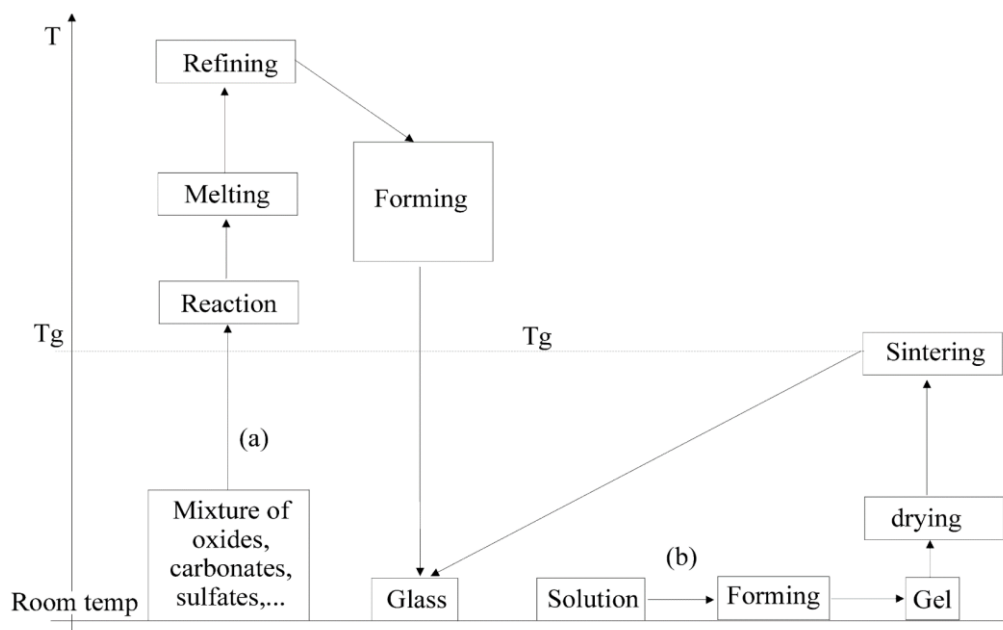 T
Refining
Melting
Forming
Reaction
Tg
Tg
Sintering
(a)
Mixture of
oxides,
carbonates,
sulfates,...
drying
(b)
Room temp
Glass
Solution
Forming
Gel